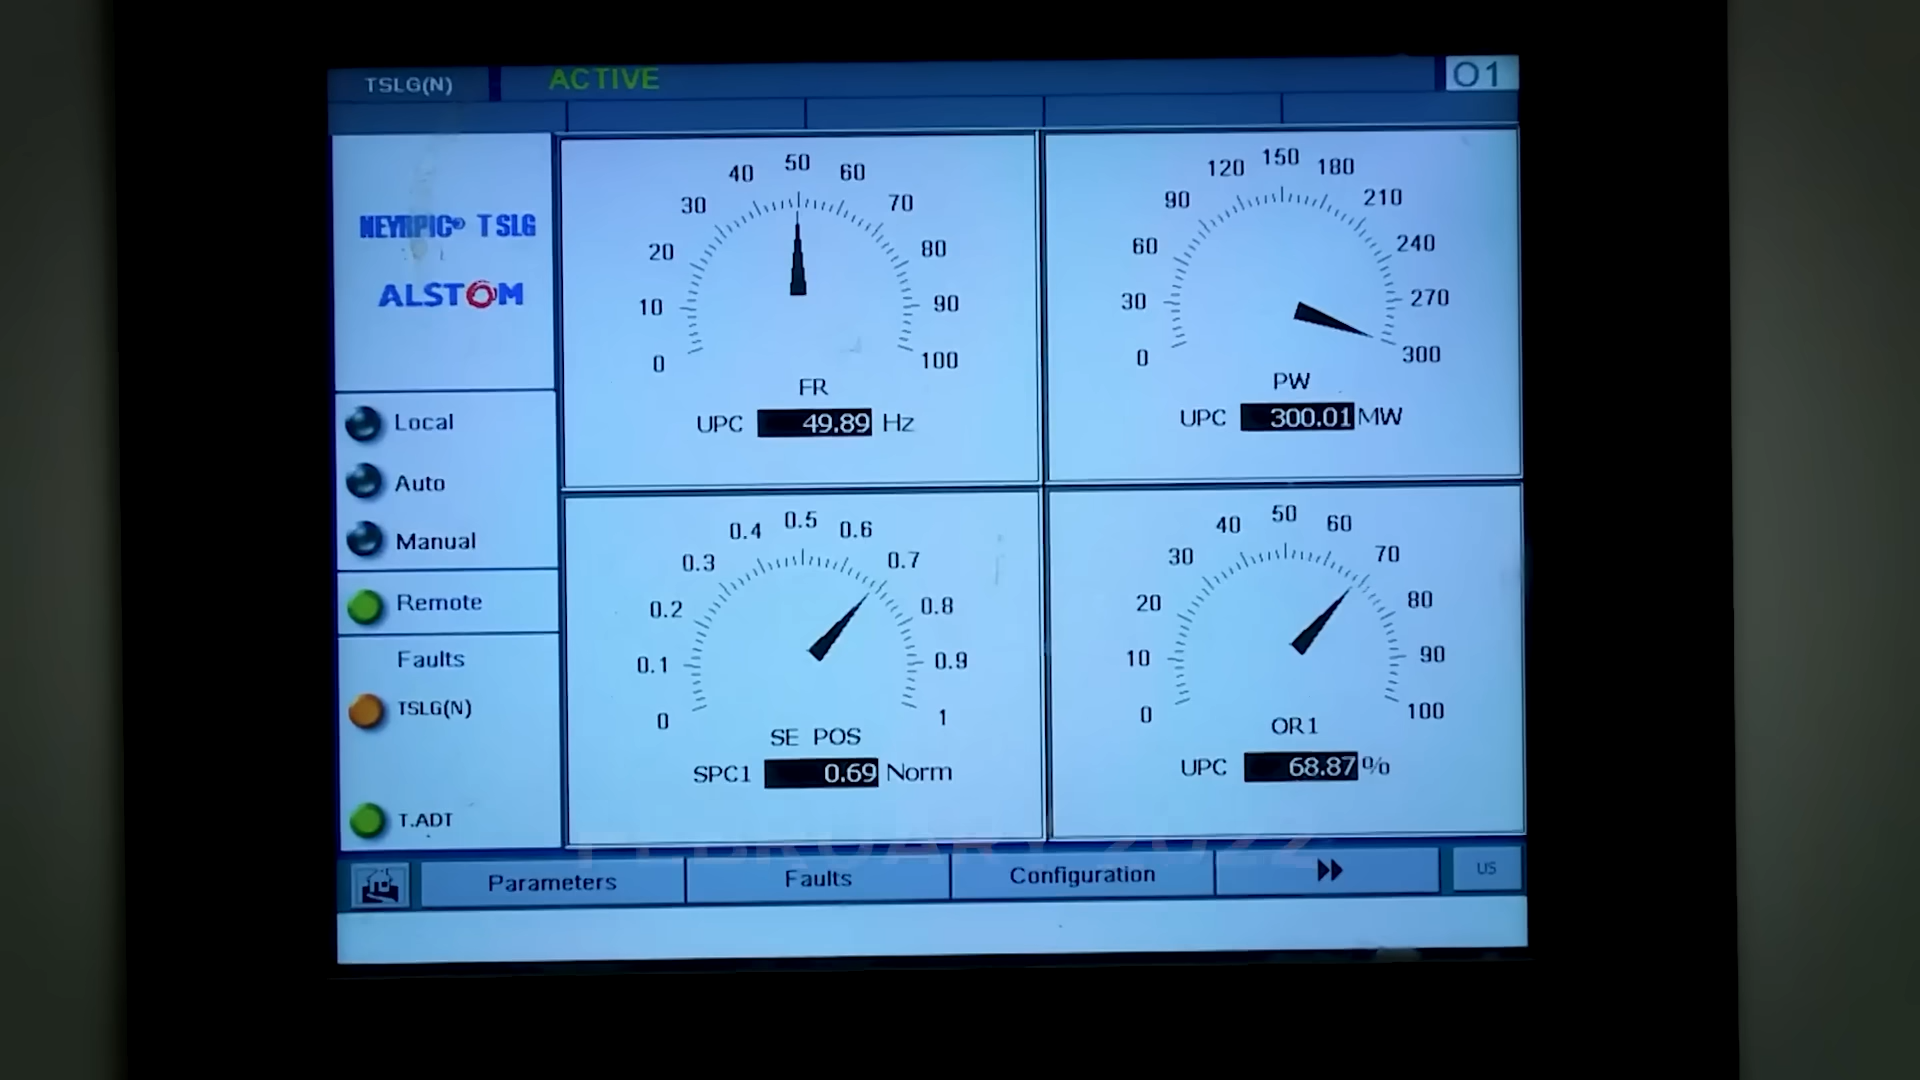 TSLG(N)
ACTIVE
01
NEYRPIC® TSLG
ALSTOM
Local
Auto
Manual
Remote
Faults
TSLG(N)
T.ADT
0 10 20 30 40 50 60 70 80 90 100
FR
UPC 49.89 Hz
0 30 60 90 120 150 180 210 240 270 300
PW
UPC 300.01 MW
0 0.1 0.2 0.3 0.4 0.5 0.6 0.7 0.8 0.9 1
SE POS
SPC1 0.69 Norm
0 10 20 30 40 50 60 70 80 90 100
OR1
UPC 68.87 %
FEBRUARY 2022
Parameters
Faults
Configuration
US